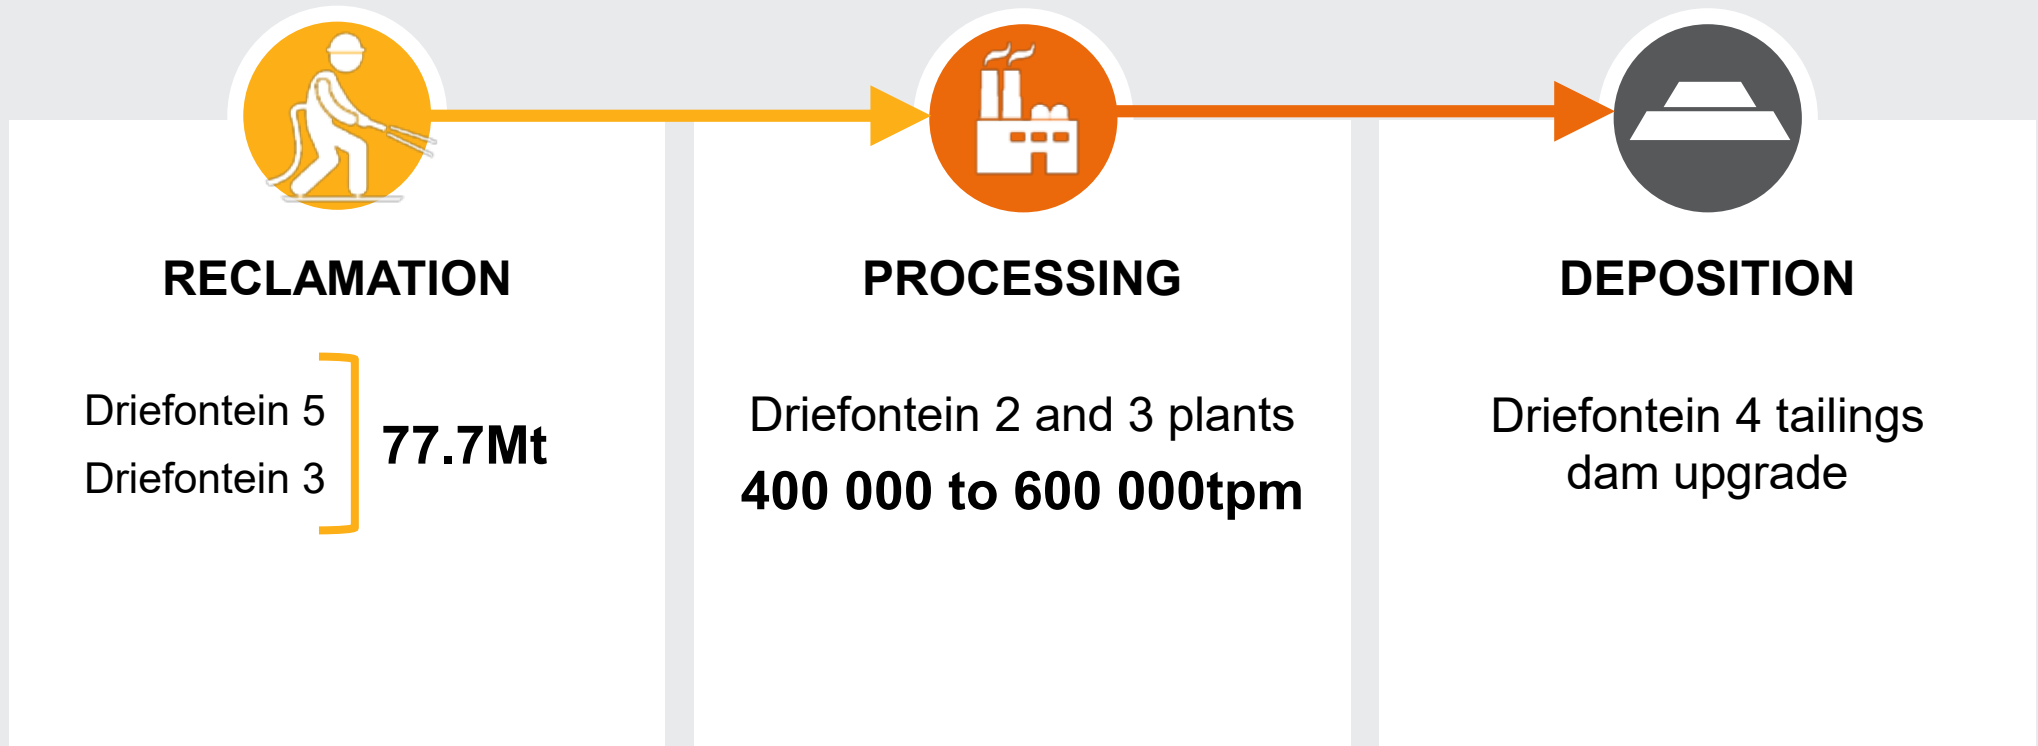 RECLAMATION
Driefontein 5
Driefontein 3
77.7Mt
PROCESSING
Driefontein 2 and 3 plants
400 000 to 600 000tpm
DEPOSITION
Driefontein 4 tailings
dam upgrade